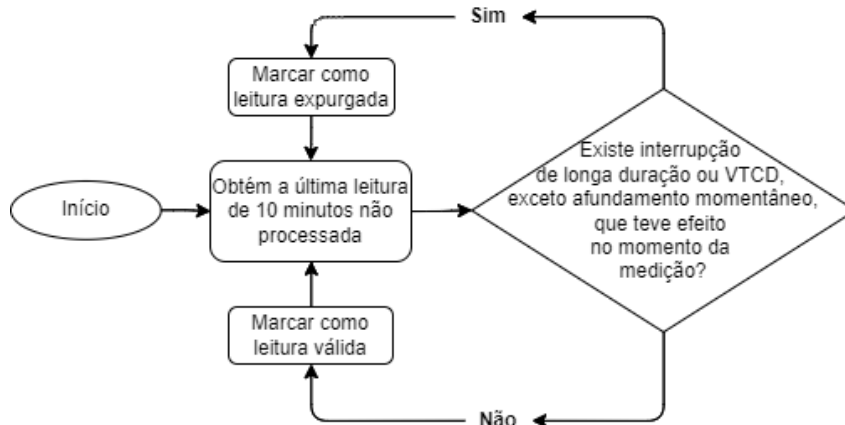 Sim
Marcar como
leitura expurgada
Existe interrupção
de longa duração ou VTCD,
exceto afundamento momentâneo,
que teve efeito
no momento da
medição?
Início
Obtém a última leitura
de 10 minutos não
processada
Marcar como
leitura válida
Não